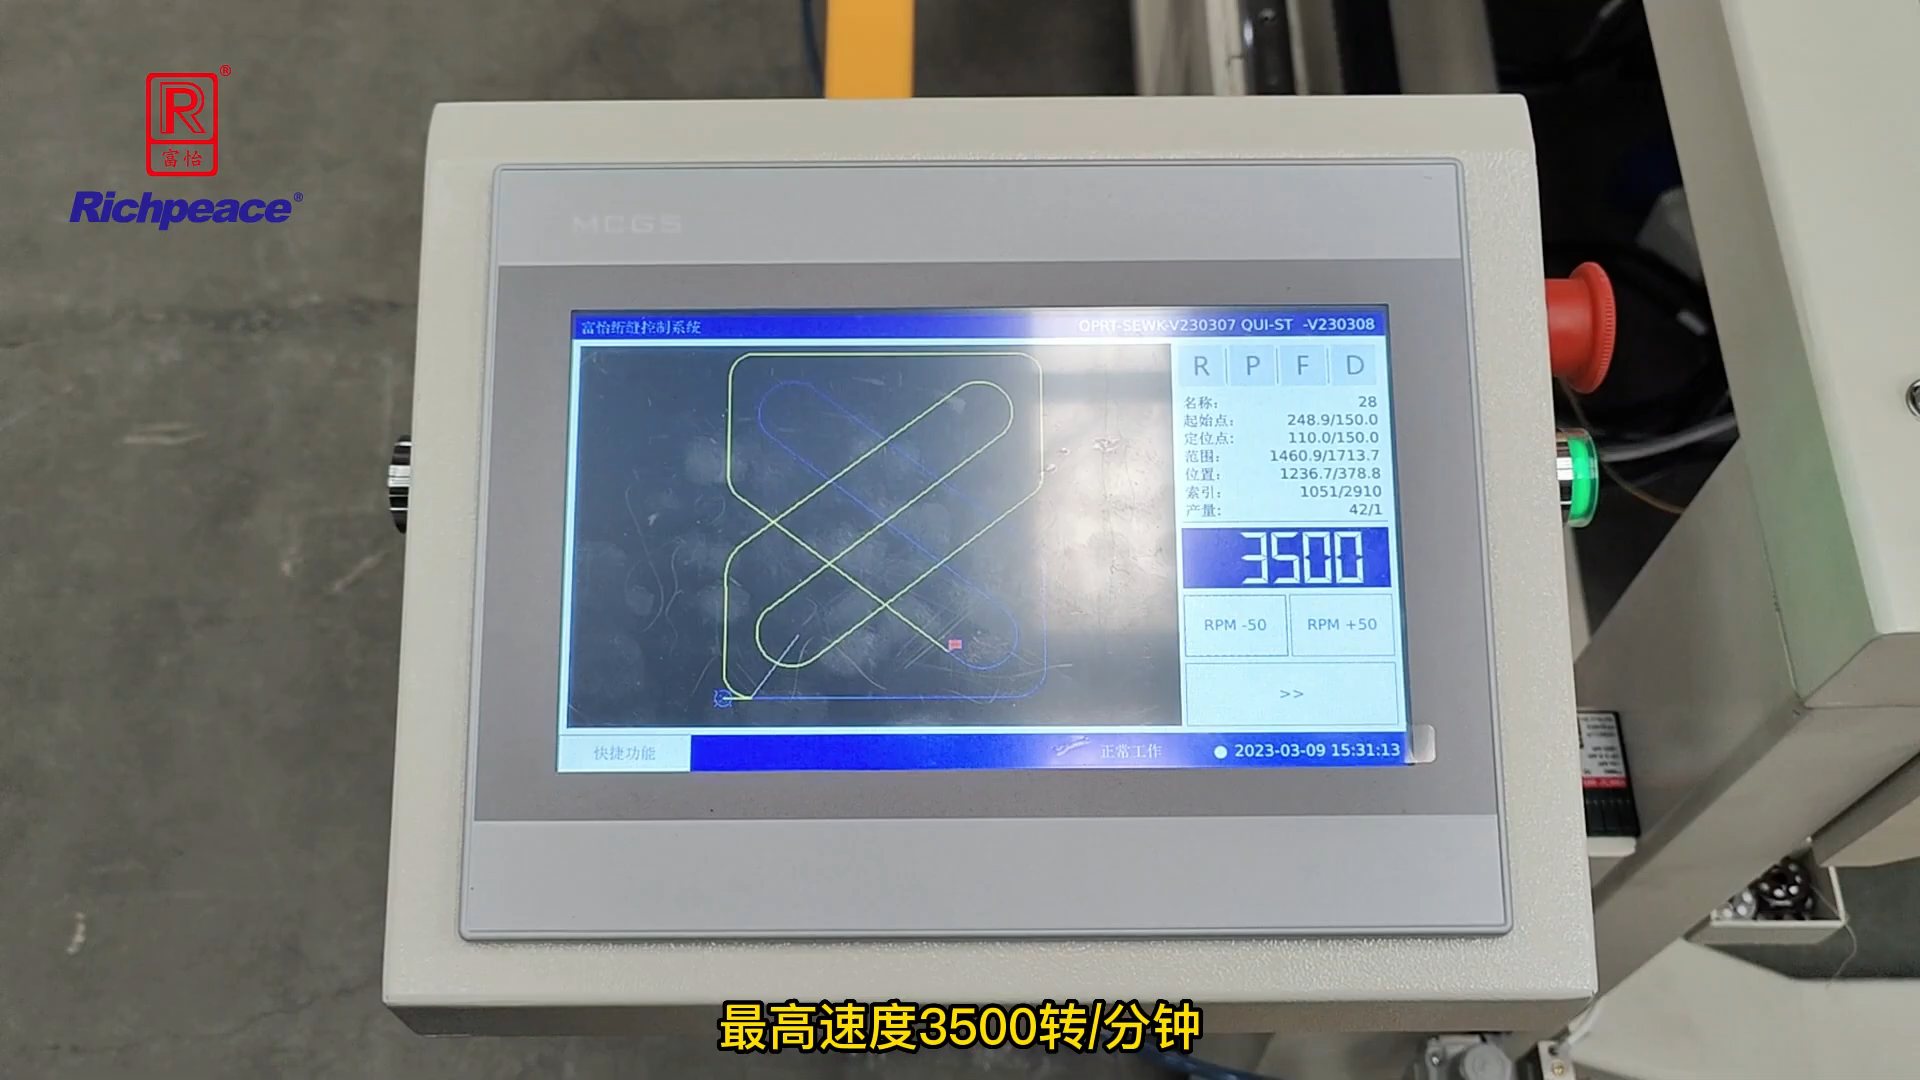 R®
富怡
Richpeace®
MCGS
富怡绗缝控制系统 OPRT-SEWK-V230307 QUI-ST -V230308
R P F D
名称: 28
起始点: 248.9/150.0
定位点: 110.0/150.0
范围: 1460.9/1713.7
位置: 1236.7/378.8
索引: 1051/2910
产量: 42/1
3500
RPM -50 RPM +50
>>
快捷功能 正常工作 2023-03-09 15:31:13
最高速度3500转/分钟